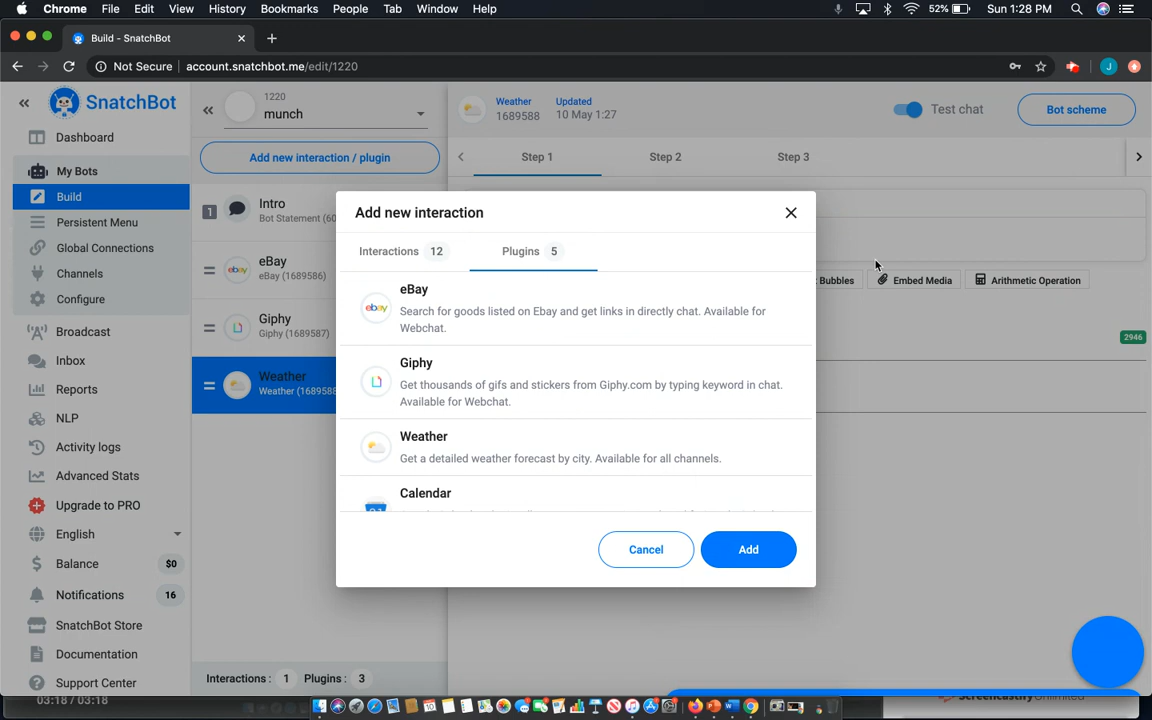 Chrome File Edit View History Bookmarks People Tab Window Help 52% Sun 1:28 PM
Build - SnatchBot
Not Secure account.snatchbot.me/edit/1220
SnatchBot
Dashboard
My Bots
Build
Persistent Menu
Global Connections
Channels
Configure
Broadcast
Inbox
Reports
NLP
Activity logs
Advanced Stats
Upgrade to PRO
English
Balance $0
Notifications 16
SnatchBot Store
Documentation
Support Center
03:18 / 03:18
1220
munch
Add new interaction / plugin
1 Intro
Bot Statement (60
eBay
eBay (1689586)
Giphy
Giphy (1689587)
Weather
Weather (1689588
Interactions : 1 Plugins : 3
Weather
1689588
Updated
10 May 1:27
Test chat
Bot scheme
Step 1 Step 2 Step 3
t Bubbles Embed Media Arithmetic Operation
2946
Add new interaction
Interactions 12 Plugins 5
eBay
Search for goods listed on Ebay and get links in directly chat. Available for
Webchat.
Giphy
Get thousands of gifs and stickers from Giphy.com by typing keyword in chat.
Available for Webchat.
Weather
Get a detailed weather forecast by city. Available for all channels.
Calendar
Cancel Add